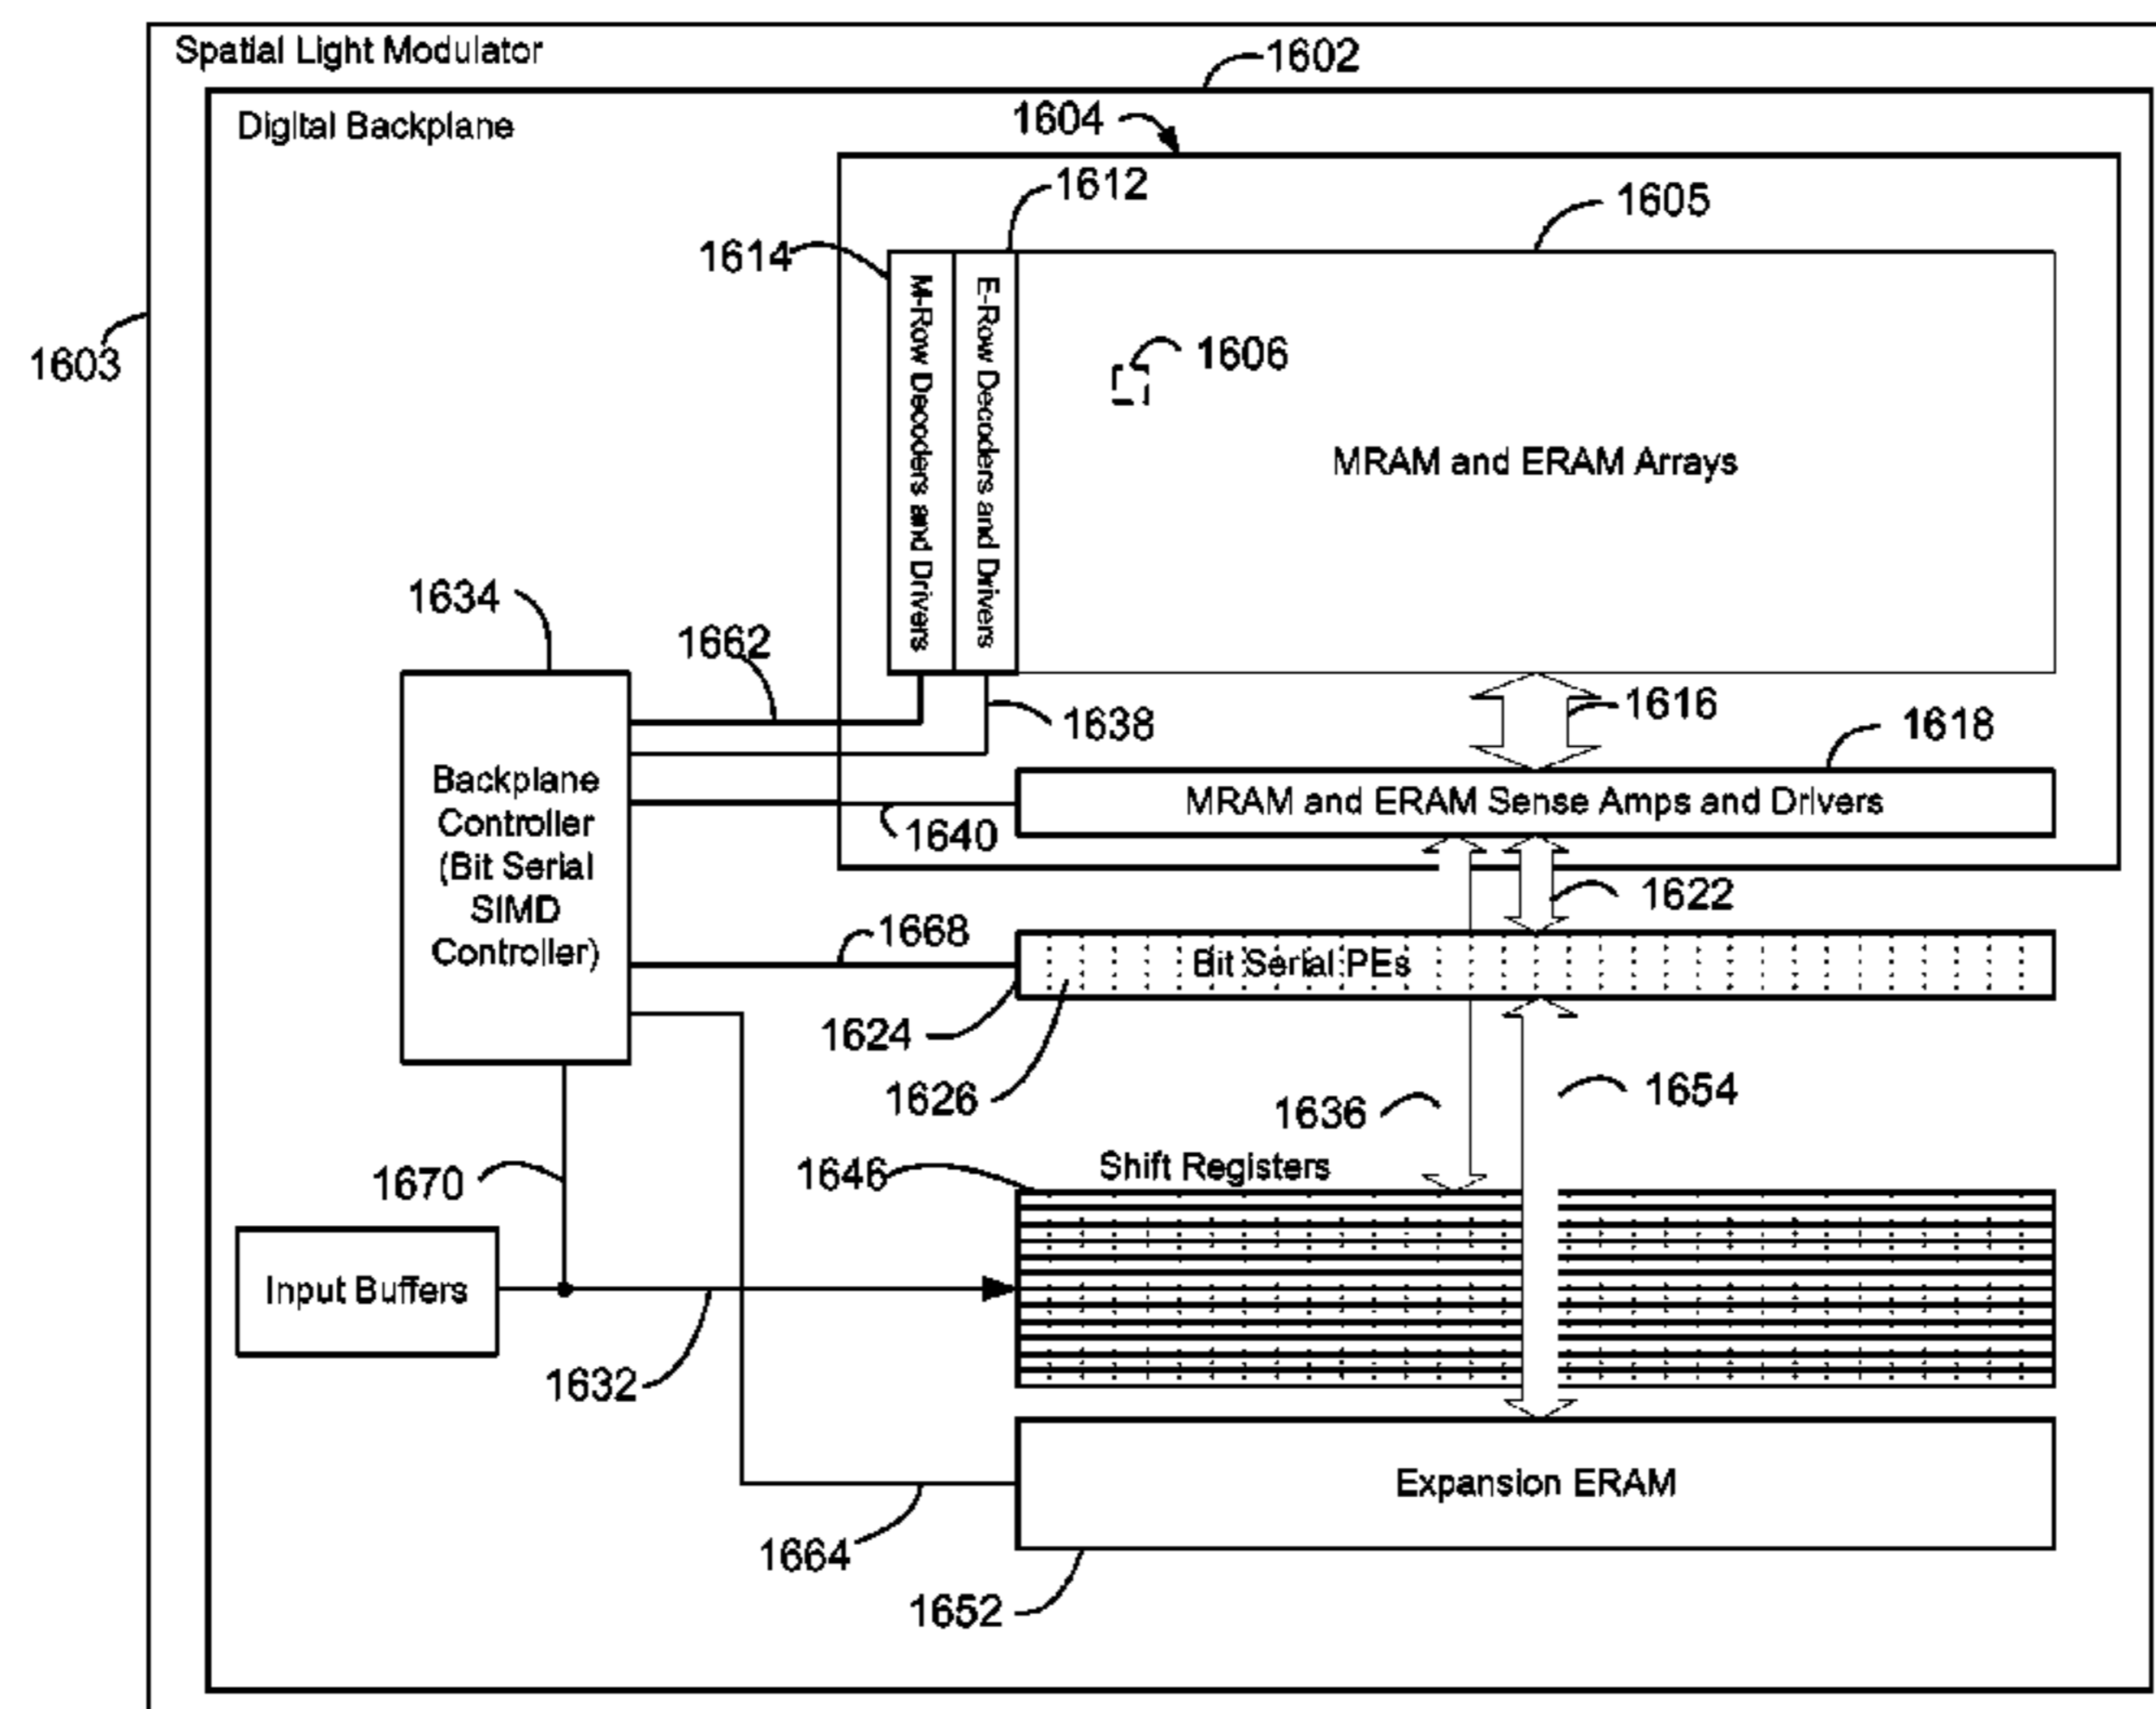 Spatial Light Modulator
1602
Digital Backplane
1604
1612
1605
1614
M-Row Decoders and Drivers
E-Row Decoders and Drivers
1606
1603
MRAM and ERAM Arrays
1634
1662
1638
1616
1618
Backplane
Controller
(Bit Serial
SIMD
Controller)
MRAM and ERAM Sense Amps and Drivers
1640
1622
1668
Bit Serial PEs
1624
1626
1636
1654
1670
1646
Shift Registers
Input Buffers
1632
Expansion ERAM
1664
1652